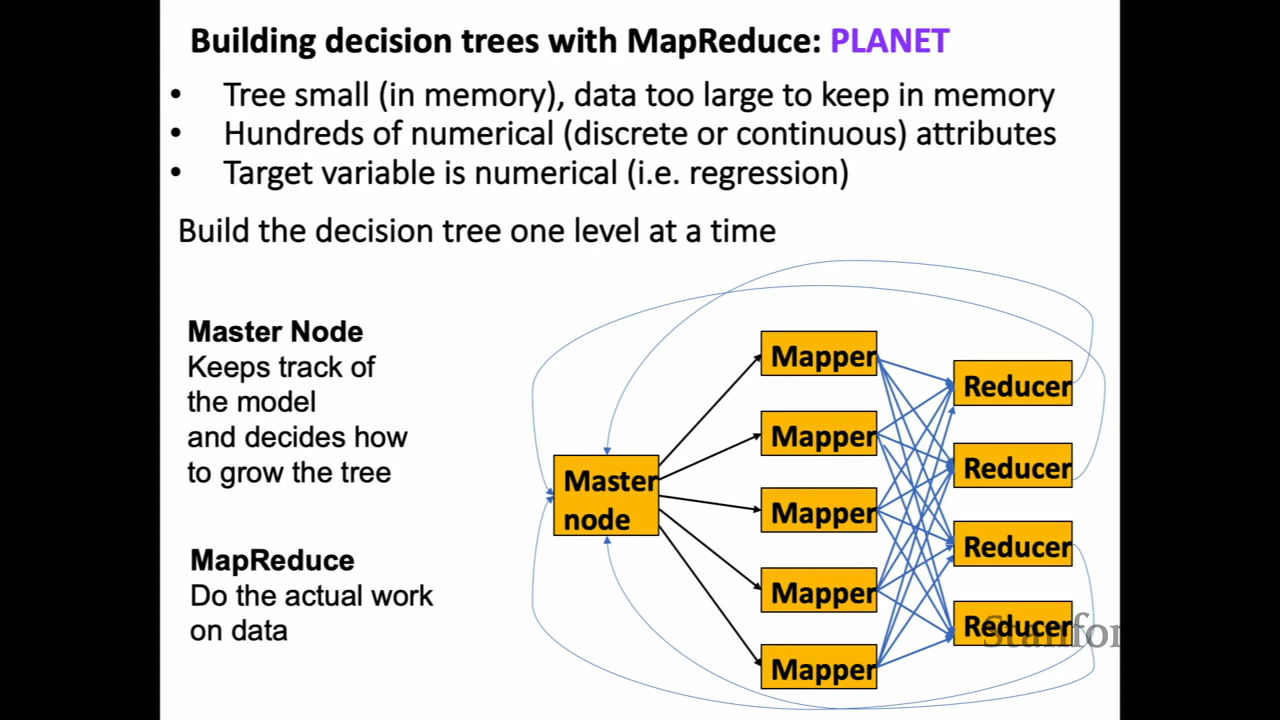 Building decision trees with MapReduce: PLANET
• Tree small (in memory), data too large to keep in memory
• Hundreds of numerical (discrete or continuous) attributes
• Target variable is numerical (i.e. regression)
Build the decision tree one level at a time
Master Node
Keeps track of
the model
and decides how
to grow the tree
MapReduce
Do the actual work
on data
Master
node
Mapper
Mapper
Mapper
Mapper
Mapper
Reducer
Reducer
Reducer
Reducer